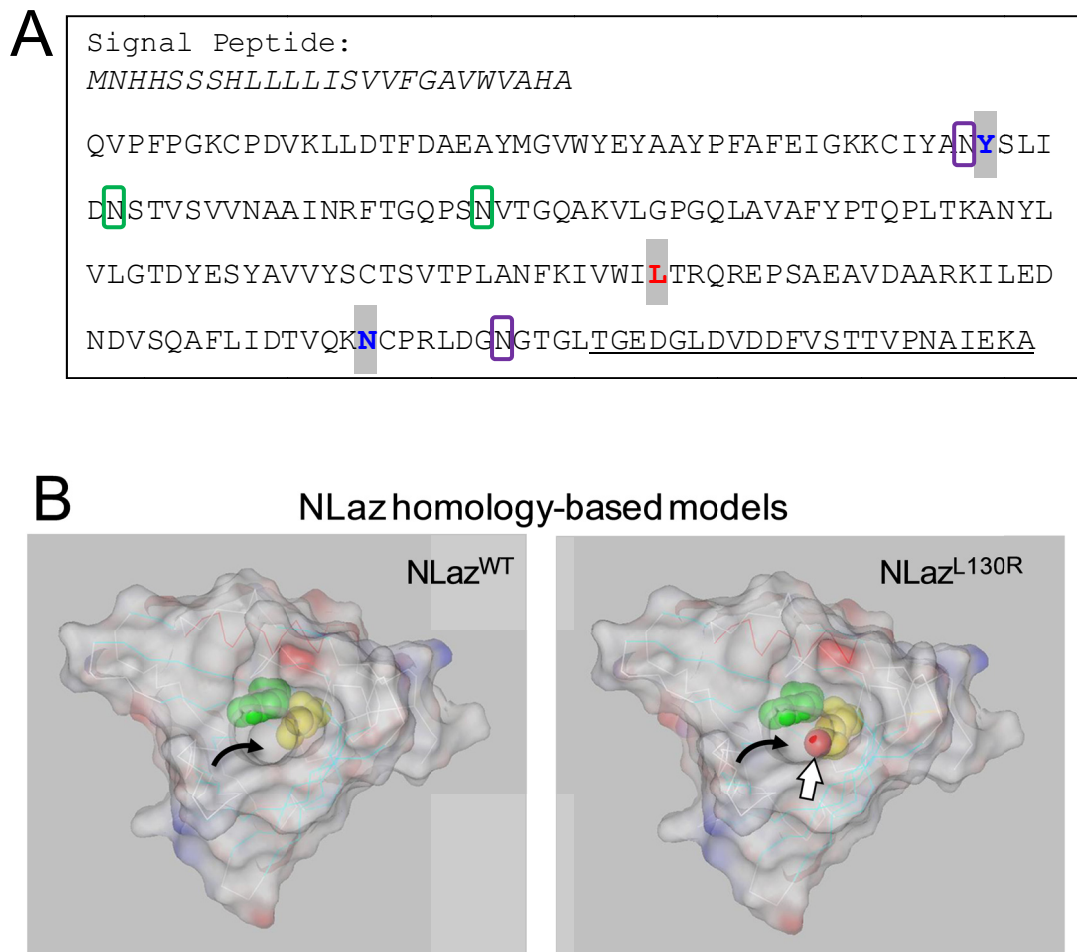 A
Signal Peptide:
MNHHSSSHLLLLISVVFGAVWVAHA
QVPFPGKCPDVKLLDTFDAEAYMGVWYEYAAYPFAFEIGKKCIYANYSLI
DNSTVSVVNAAINRFTGQPSNVTGQAKVLGPGQLAVAFYPTQPLTKANYL
VLGTDYESYAVVYSCTSVTPLANFKIVWILTRQREPSAEAVDAARKILED
NDVSQAFLIDTVQKNCPRLDGNGTGLTGEDGLDVDDFVSTTVPNAIEKA
B
NLaz homology-based models
NLazWT
NLazL130R